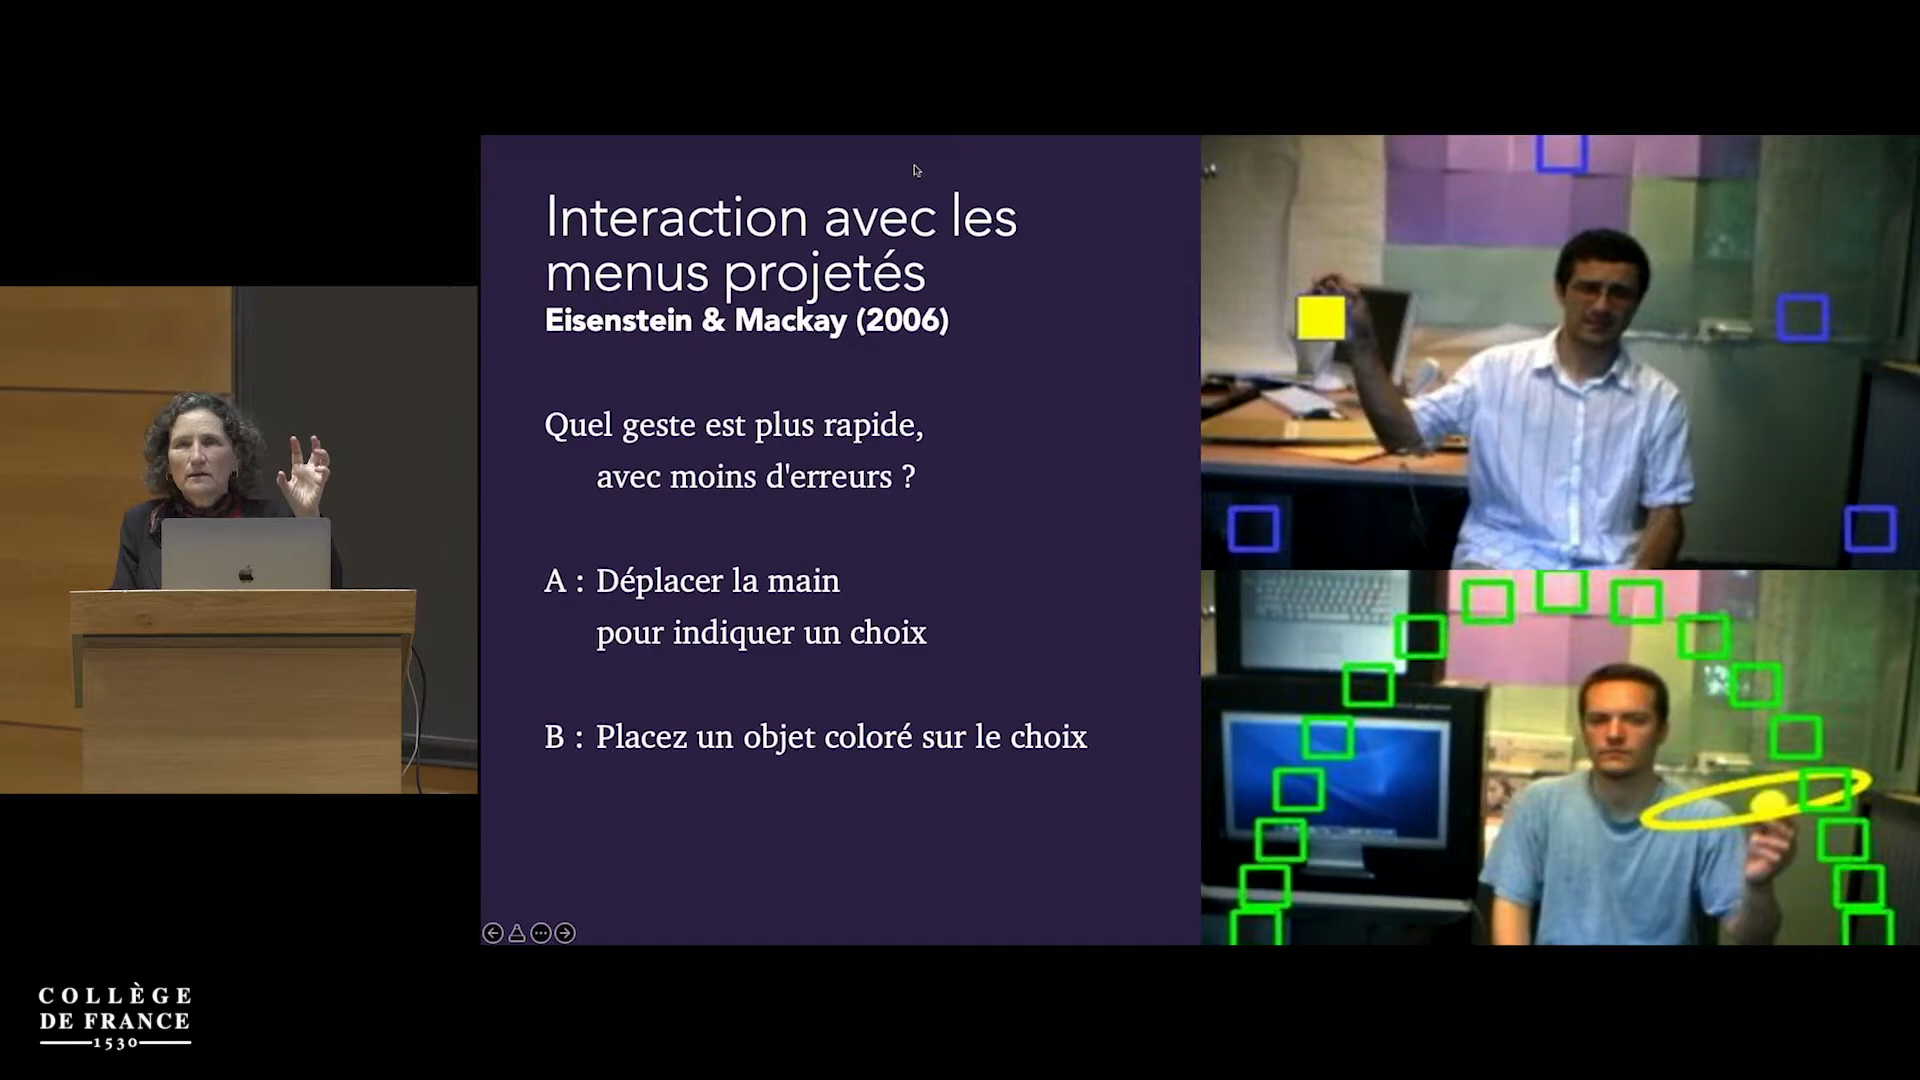 Interaction avec les
menus projetés
Eisenstein & Mackay (2006)
Quel geste est plus rapide,
avec moins d'erreurs ?
A : Déplacer la main
pour indiquer un choix
B : Placez un objet coloré sur le choix
COLLÈGE
DE FRANCE
1530